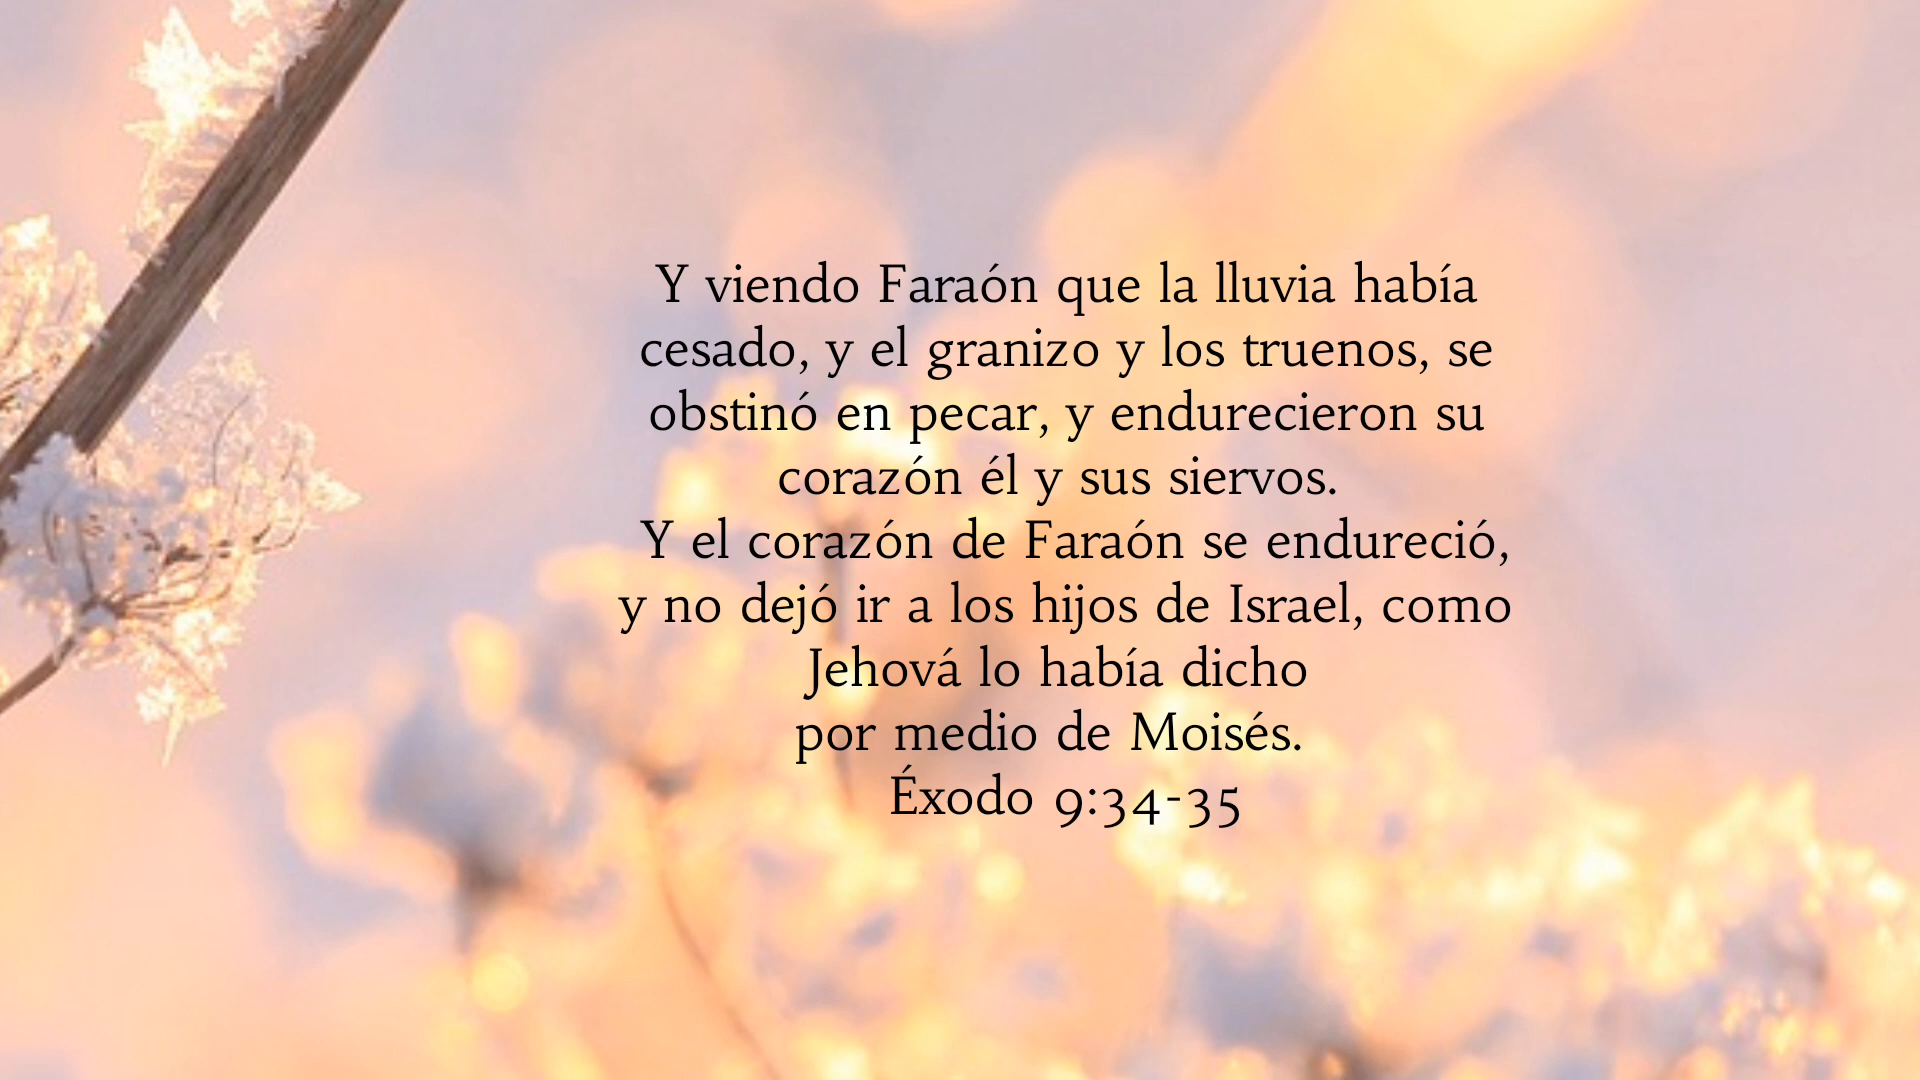 Y viendo Faraón que la lluvia había
cesado, y el granizo y los truenos, se
obstinó en pecar, y endurecieron su
corazón él y sus siervos.
Y el corazón de Faraón se endureció,
y no dejó ir a los hijos de Israel, como
Jehová lo había dicho
por medio de Moisés.
Éxodo 9:34-35